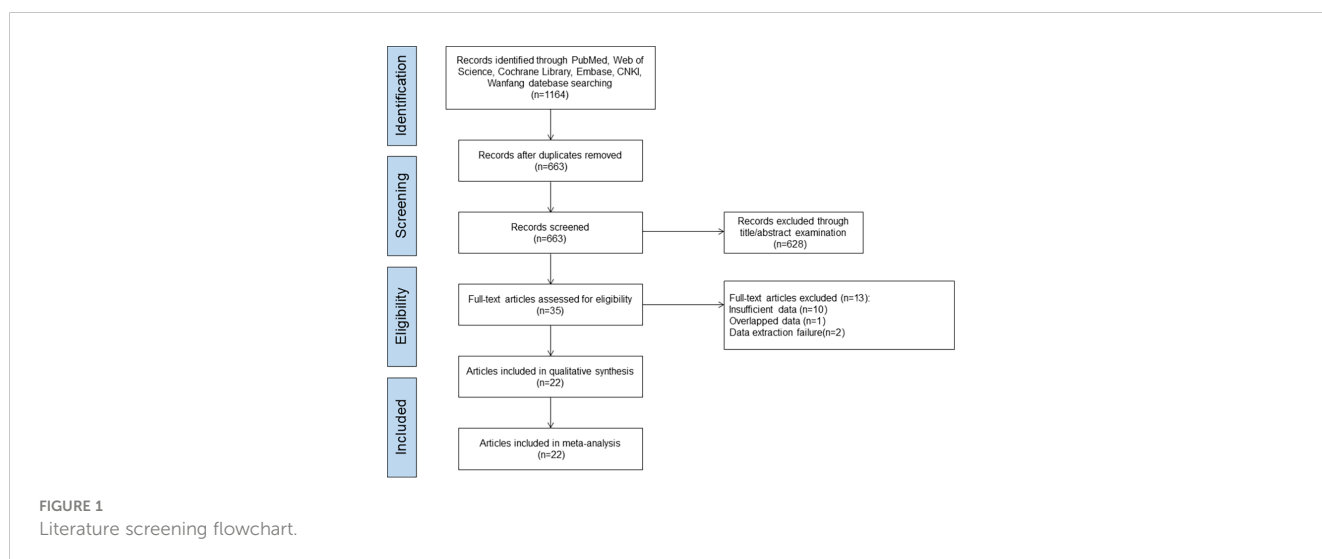 Identification
Records identified through PubMed, Web of
Science, Cochrane Library, Embase, CNKI,
Wanfang datebase searching
(n=1164)
Records after duplicates removed
(n=663)
Screening
Records screened
(n=663)
Records excluded through
title/abstract examination
(n=628)
Eligibility
Full-text articles assessed for eligibility
(n=35)
Full-text articles excluded (n=13):
Insufficient data (n=10)
Overlapped data (n=1)
Data extraction failure(n=2)
Articles included in qualitative synthesis
(n=22)
Included
Articles included in meta-analysis
(n=22)
FIGURE 1
Literature screening flowchart.